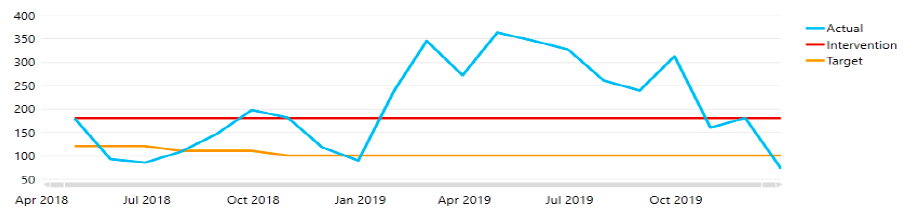 400
350
300
250
200
150
100
50
Apr 2018 Jul 2018 Oct 2018 Jan 2019 Apr 2019 Jul 2019 Oct 2019
Actual
Intervention
Target